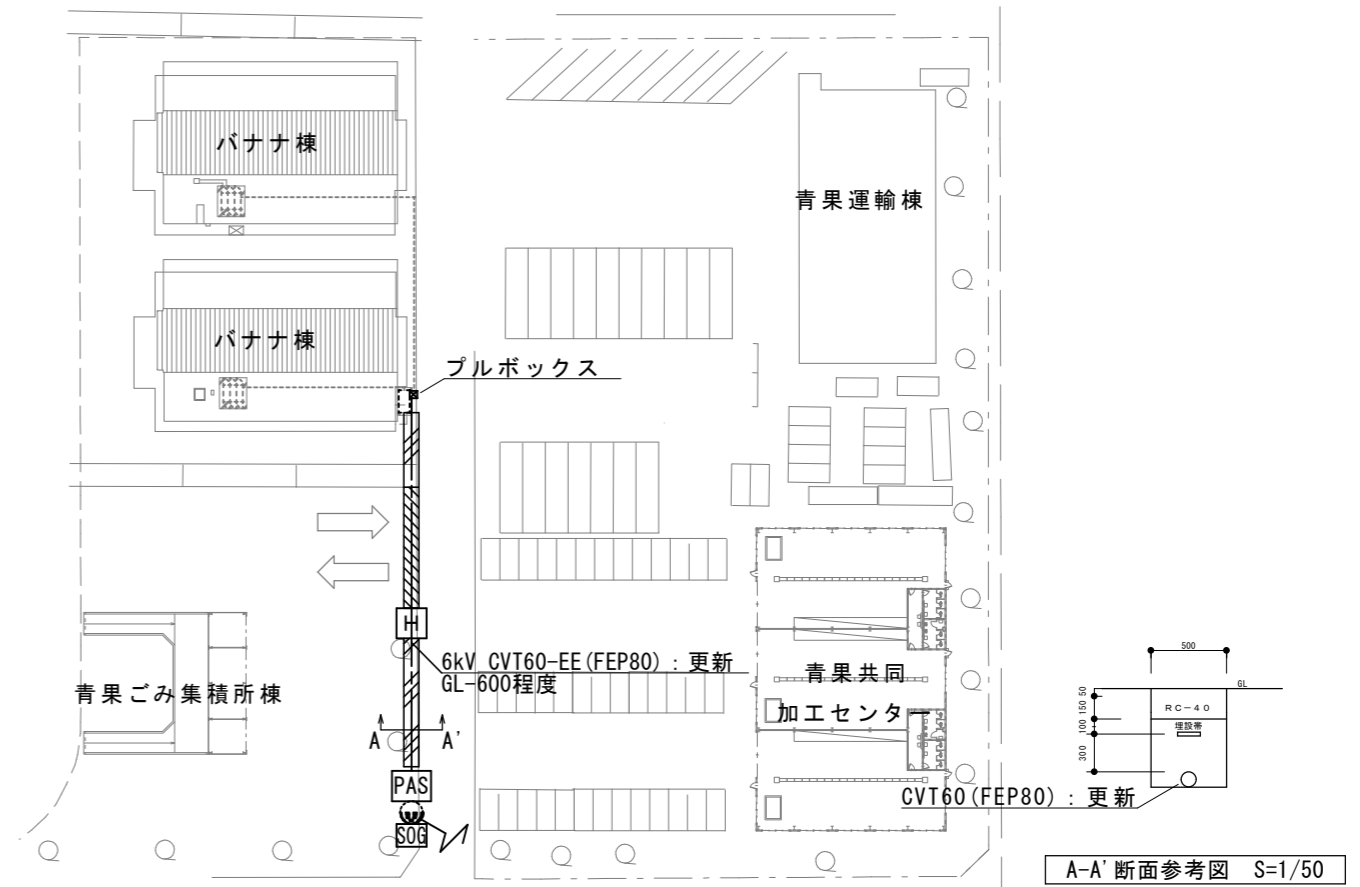 バナナ棟
青果運輸棟
バナナ棟
プルボックス
H
6kV CVT60-EE(FEP80)：更新
GL-600程度
青果ごみ集積所棟
青果共同
加工センター
A
A'
PAS
SOG
500
GL
50
150
100
300
RC-40
埋設帯
CVT60(FEP80)：更新
A-A'断面参考図 S=1/50